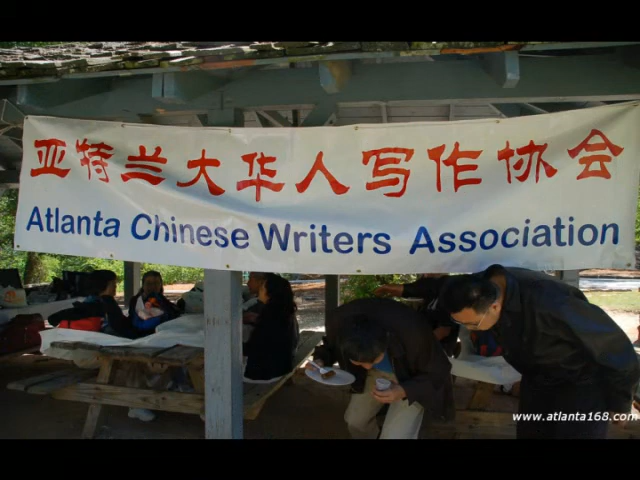 亚特兰大华人写作协会
Atlanta Chinese Writers Association
www.atlanta168.com